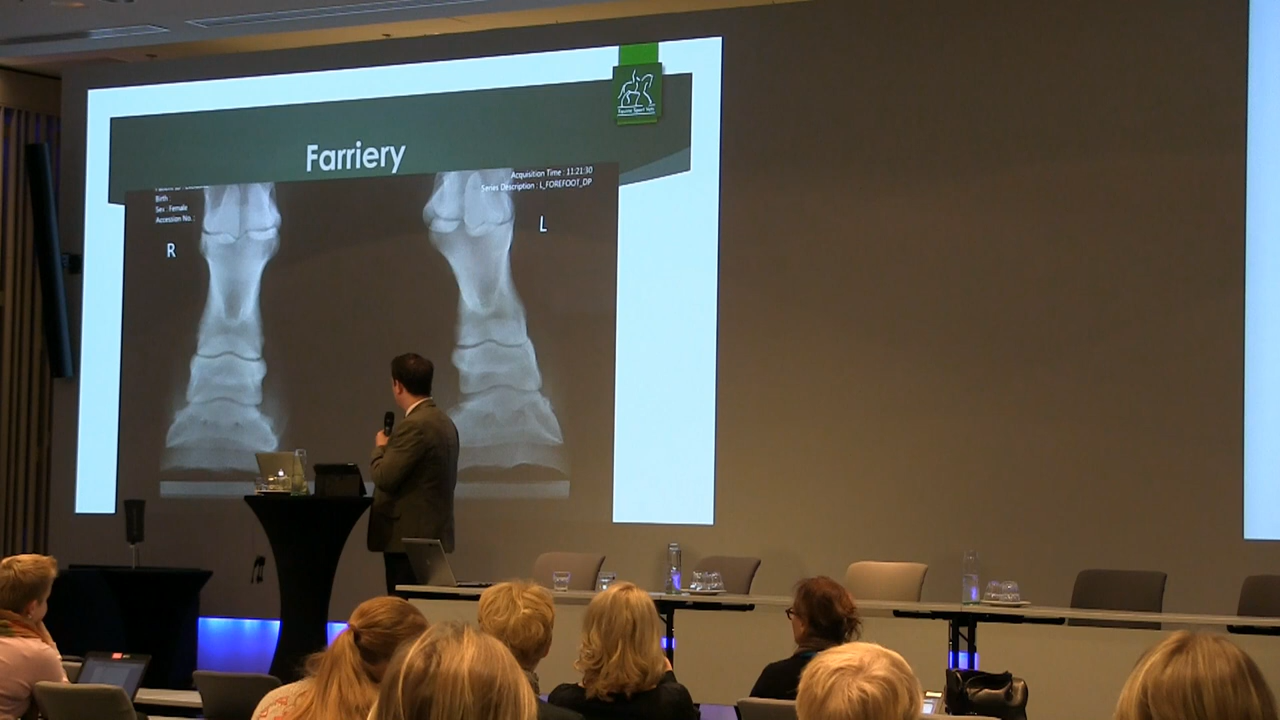 Farriery
Acquisition Time : 11:21:30
Series Description : L_FOREFOOT_DP
Birth :
Sex : Female
Accession No. :
R
L